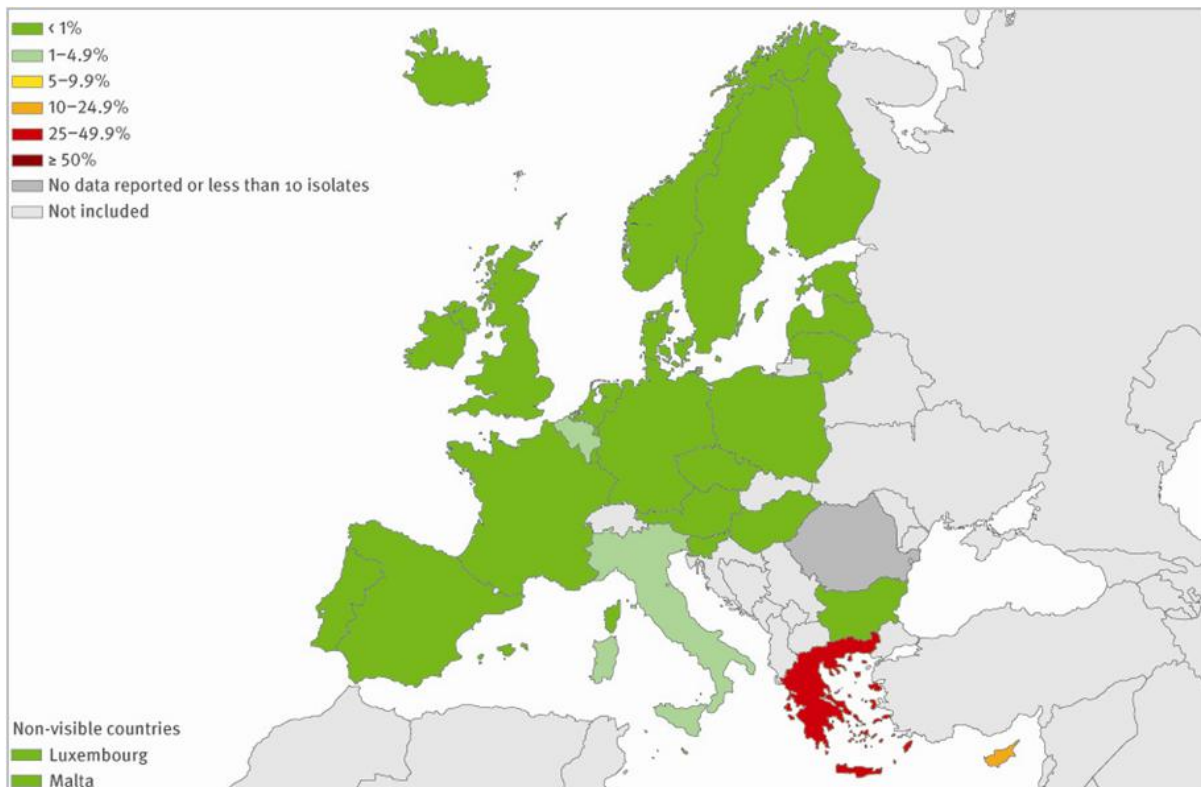 < 1%
1–4.9%
5–9.9%
10–24.9%
25–49.9%
≥ 50%
No data reported or less than 10 isolates
Not included
Non-visible countries
Luxembourg
Malta